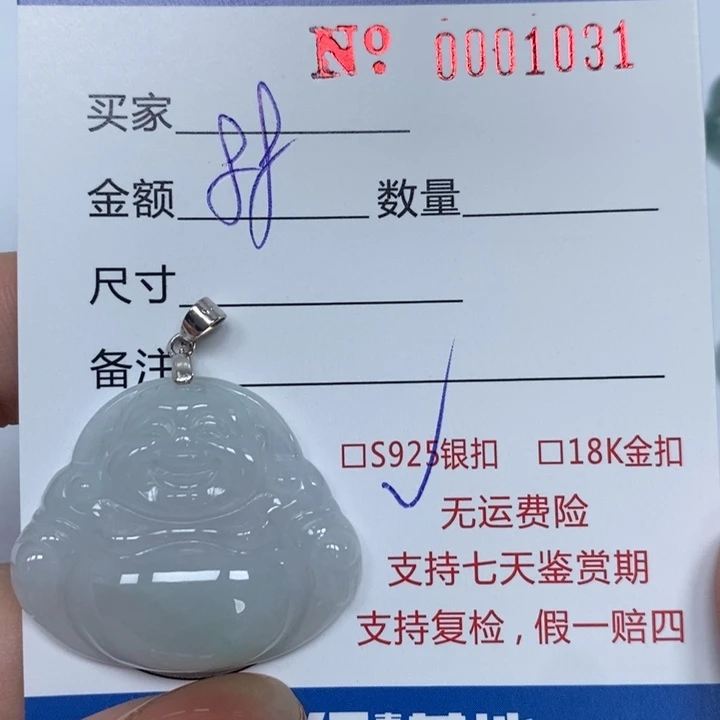 № 0001031
买家
金额 数量
尺寸
备注
□S925银扣 □18K金扣
无运费险
支持七天鉴赏期
支持复检,假一赔四